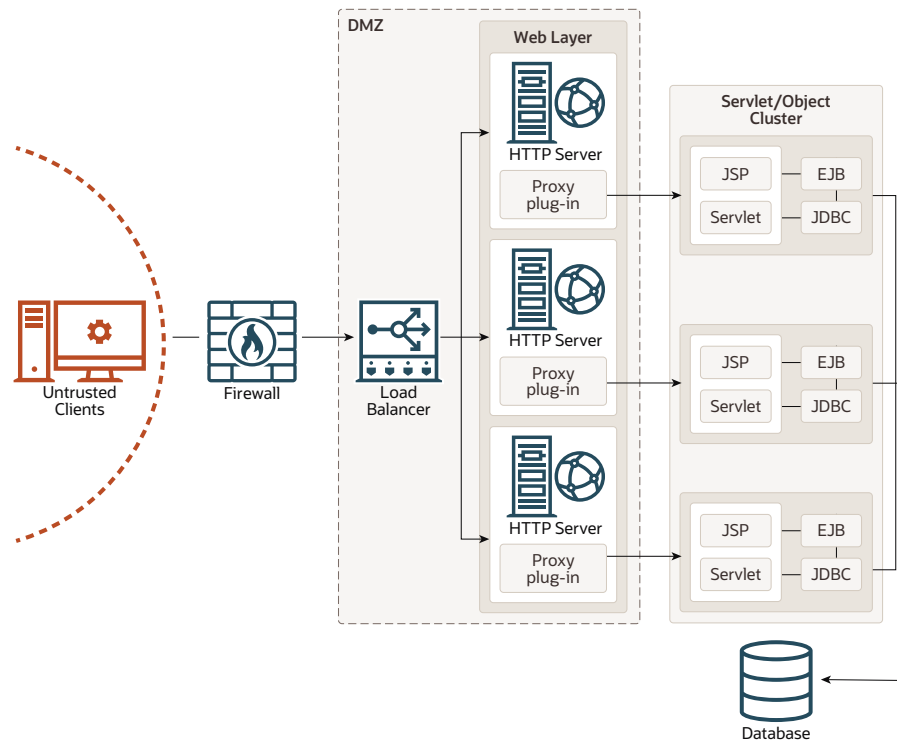 DMZ
Web Layer
HTTP Server
Proxy
plug-in
HTTP Server
Proxy
plug-in
HTTP Server
Proxy
plug-in
Servlet/Object
Cluster
JSP
EJB
Servlet
JDBC
JSP
EJB
Servlet
JDBC
JSP
EJB
Servlet
JDBC
Untrusted
Clients
Firewall
Load
Balancer
Database